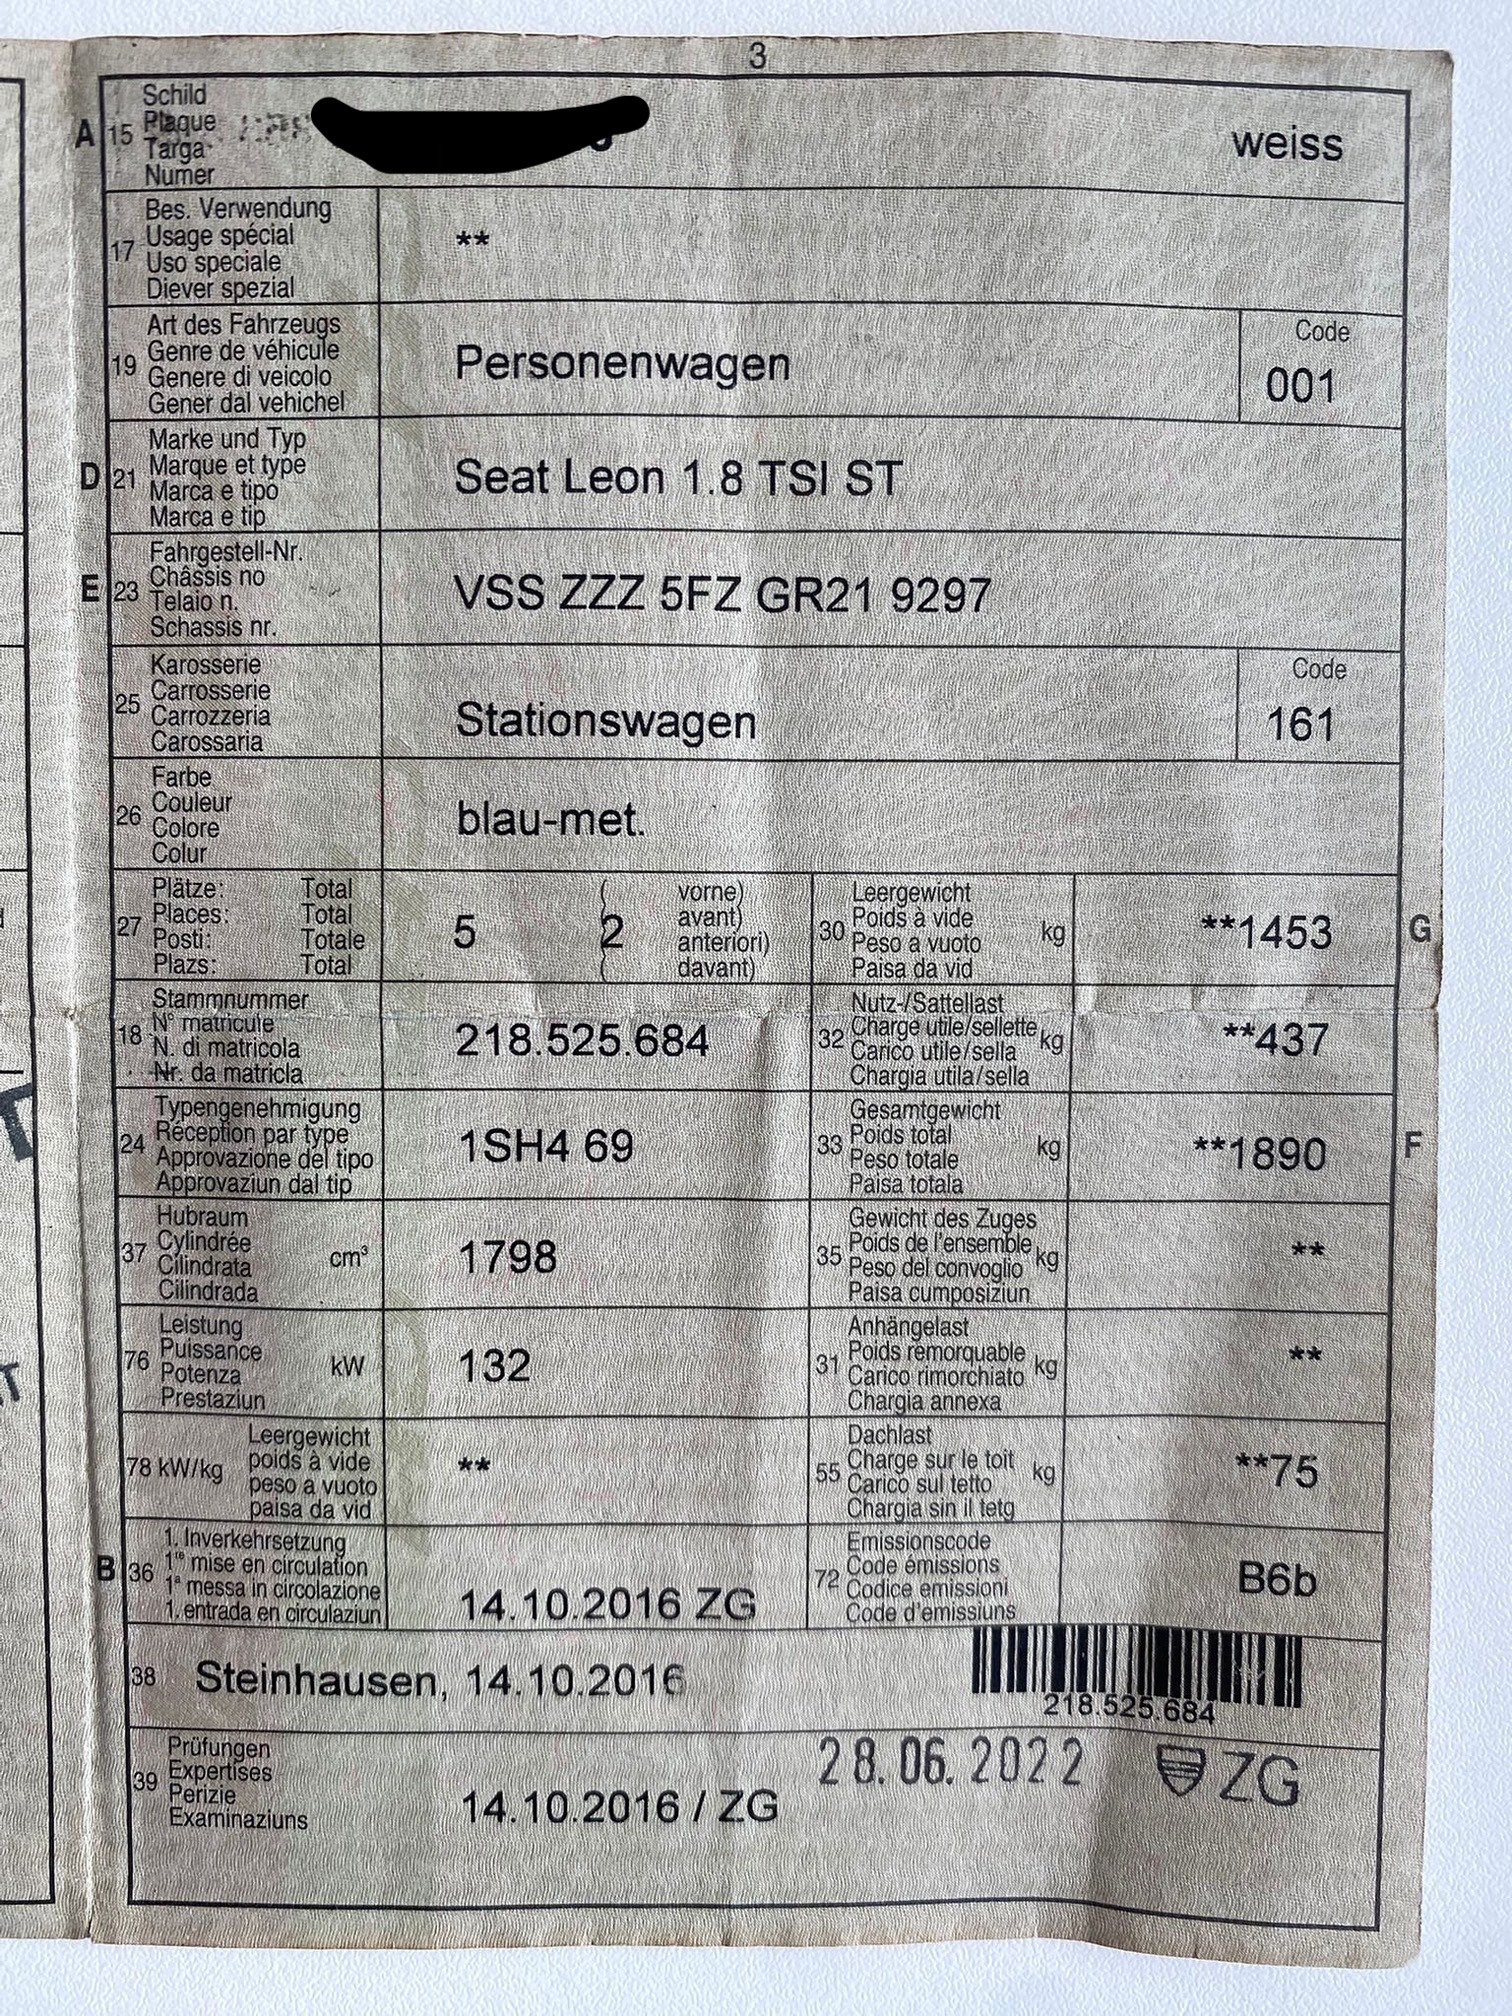 3
A 15 Schild
Plaque
Targa
Numer
weiss
17 Bes. Verwendung
Usage spécial
Uso speciale
Diever spezial
**
19 Art des Fahrzeugs
Genre de véhicule
Genere di veicolo
Gener dal vehichel
Personenwagen
Code
001
D 21 Marke und Typ
Marque et type
Marca e tipo
Marca e tip
Seat Leon 1.8 TSI ST
E 23 Fahrgestell-Nr.
Châssis no
Telaio n.
Schassis nr.
VSS ZZZ 5FZ GR21 9297
25 Karosserie
Carrosserie
Carrozzeria
Carossaria
Stationswagen
Code
161
26 Farbe
Couleur
Colore
Colur
blau-met.
27 Plätze: Total
Places: Total
Posti: Totale
Plazs: Total
5 ( 2 vorne)
avant)
anteriori)
davant)
30 Leergewicht
Poids à vide
Peso a vuoto
Paisa da vid
kg
**1453
G
18 Stammnummer
N° matricule
N. di matricola
Nr. da matricla
218.525.684
32 Nutz-/Sattellast
Charge utile/sellette
Carico utile/sella
Chargia utila/sella
kg
**437
24 Typengenehmigung
Réception par type
Approvazione del tipo
Approvaziun dal tip
1SH4 69
33 Gesamtgewicht
Poids total
Peso totale
Paisa totala
kg
**1890
F
37 Hubraum
Cylindrée
Cilindrata
Cilindrada
cm³
1798
35 Gewicht des Zuges
Poids de l'ensemble
Peso del convoglio
Paisa cumposiziun
kg
**
76 Leistung
Puissance
Potenza
Prestaziun
kW
132
31 Anhängelast
Poids remorquable
Carico rimorchiato
Chargia annexa
kg
**
78 kW/kg Leergewicht
poids à vide
peso a vuoto
paisa da vid
**
55 Dachlast
Charge sur le toit
Carico sul tetto
Chargia sin il tetg
kg
**75
B 36 1. Inverkehrsetzung
1re mise en circulation
1a messa in circolazione
1. entrada en circulaziun
14.10.2016 ZG
72 Emissionscode
Code émissions
Codice emissioni
Code d'emissiuns
B6b
38 Steinhausen, 14.10.2016
218.525.684
39 Prüfungen
Expertises
Perizie
Examinaziuns
14.10.2016 / ZG
28.06.2022 ZG